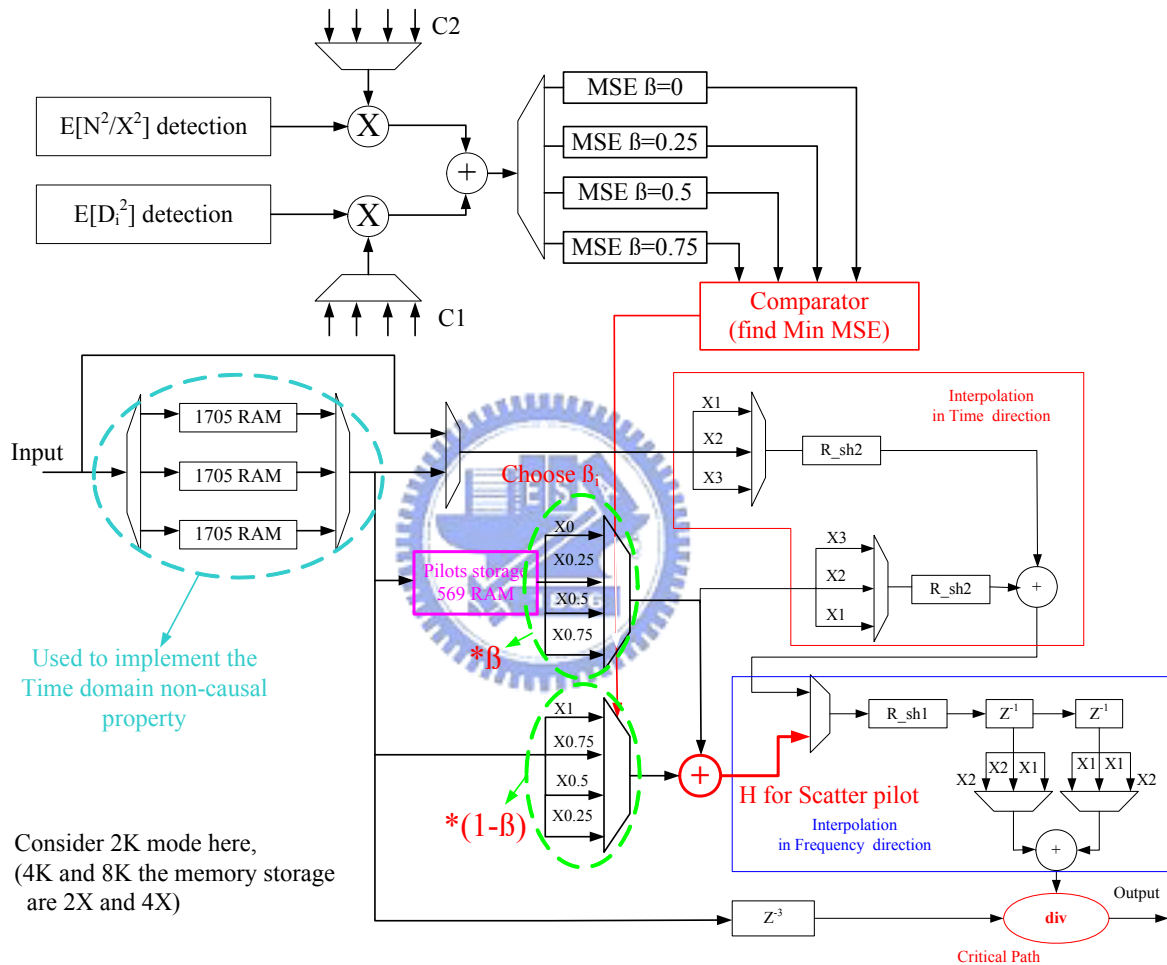 C2
E[N²/X²] detection
X
MSE ß=0
MSE ß=0.25
+
MSE ß=0.5
E[Dᵢ²] detection
X
MSE ß=0.75
C1
Comparator
(find Min MSE)
Input
1705 RAM
1705 RAM
1705 RAM
Used to implement the
Time domain non-causal
property
Interpolation
in Time direction
X1
X2
X3
R_sh2
X3
X2
X1
R_sh2
+
Choose ßᵢ
Pilots storage
569 RAM
X0
X0.25
X0.5
X0.75
*ß
X1
X0.75
X0.5
X0.25
*(1-ß)
+
H for Scatter pilot
R_sh1
Z⁻¹
Z⁻¹
X2
X2
X1
X1
X1
X2
Interpolation
in Frequency direction
+
Consider 2K mode here,
(4K and 8K the memory storage
are 2X and 4X)
Z⁻³
div
Output
Critical Path